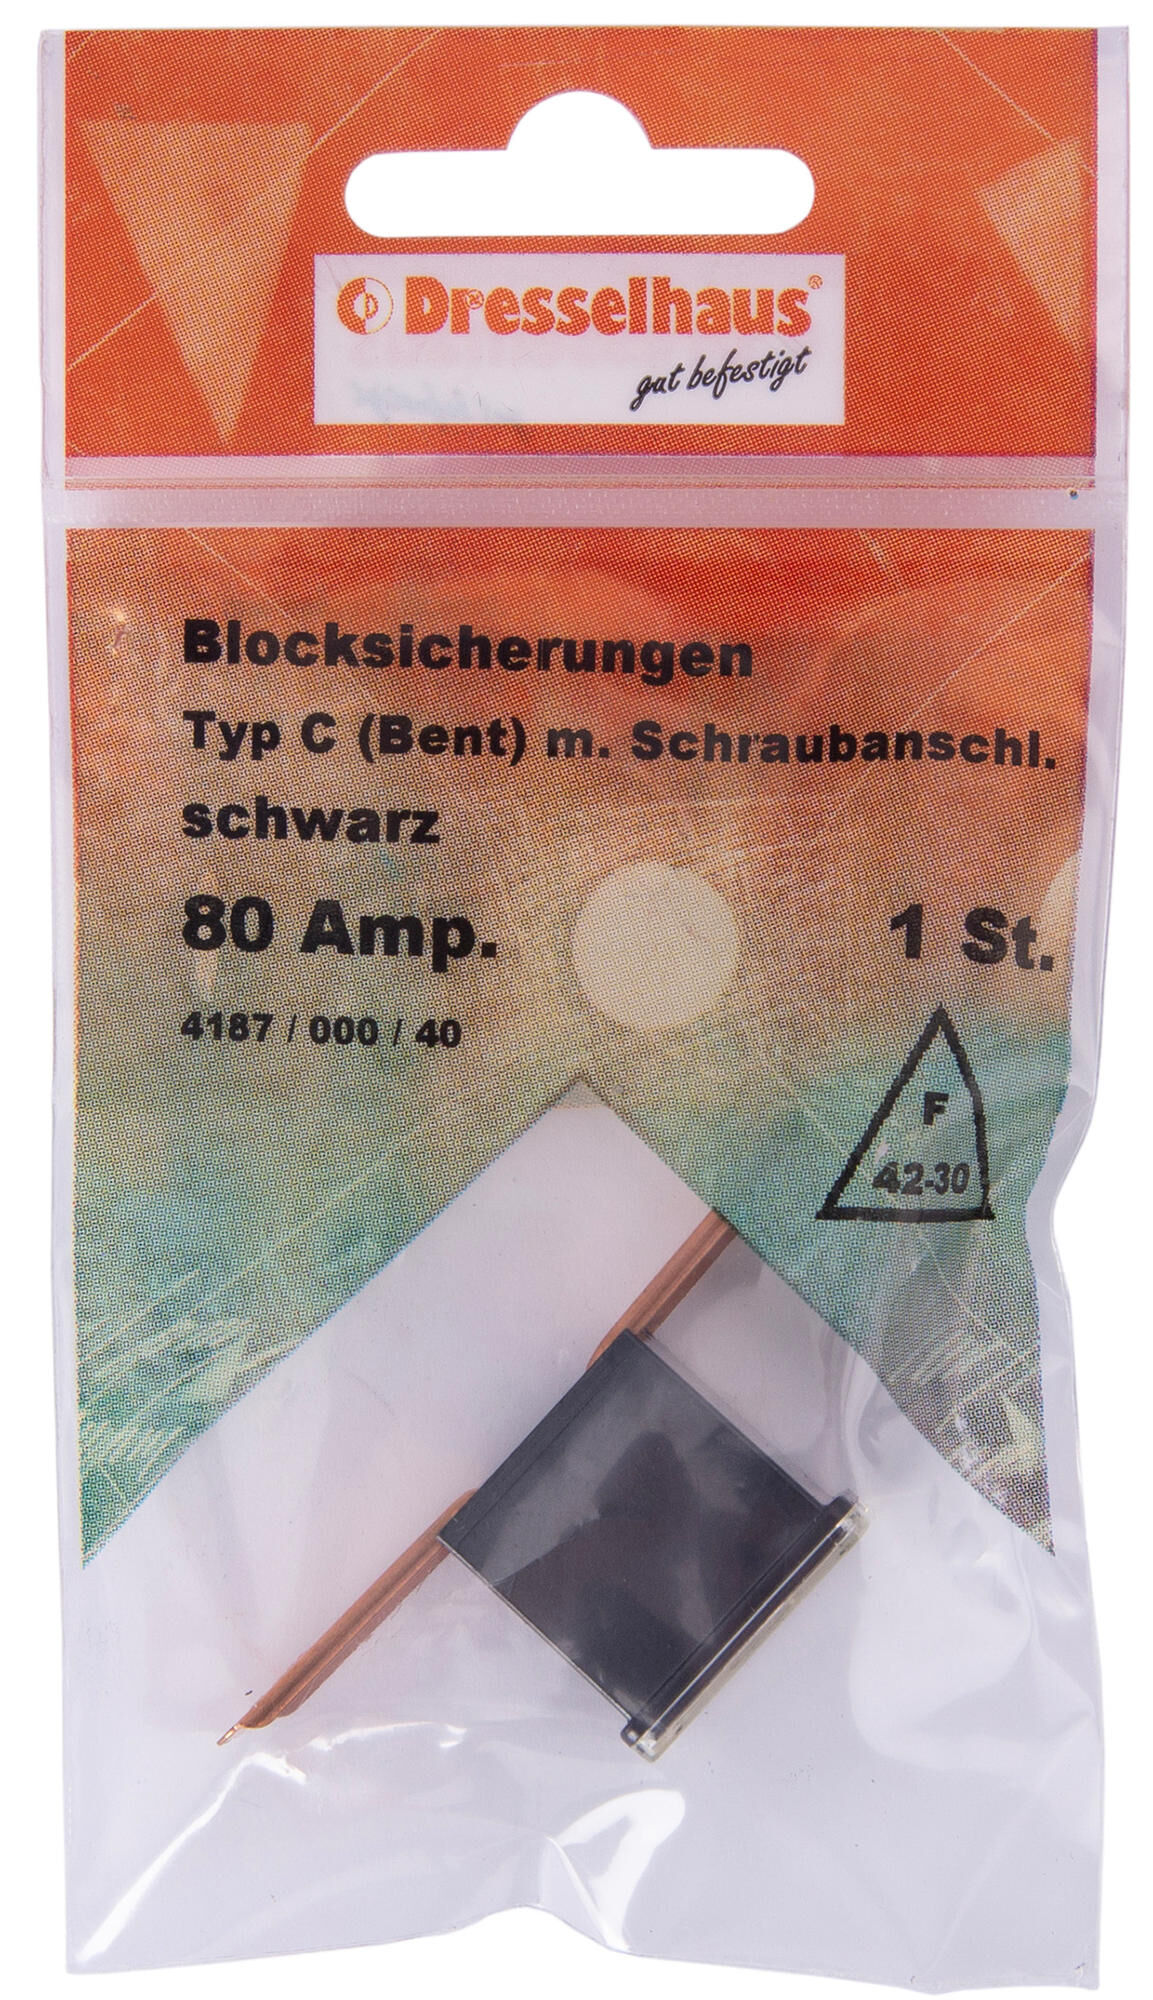 Dresselhaus®
gut befestigt
Blocksicherungen
Typ C (Bent) m. Schraubanschl.
schwarz
80 Amp.
1 St.
4187 / 000 / 40
F
42-30